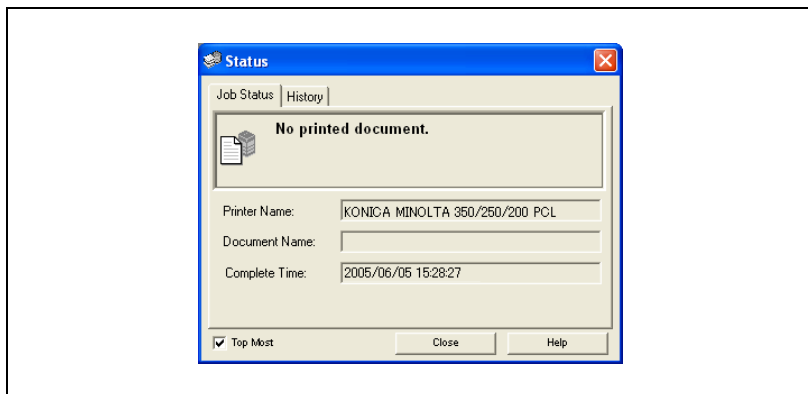 Status
Job Status History
No printed document.
Printer Name: KONICA MINOLTA 350/250/200 PCL
Document Name:
Complete Time: 2005/06/05 15:28:27
Top Most Close Help